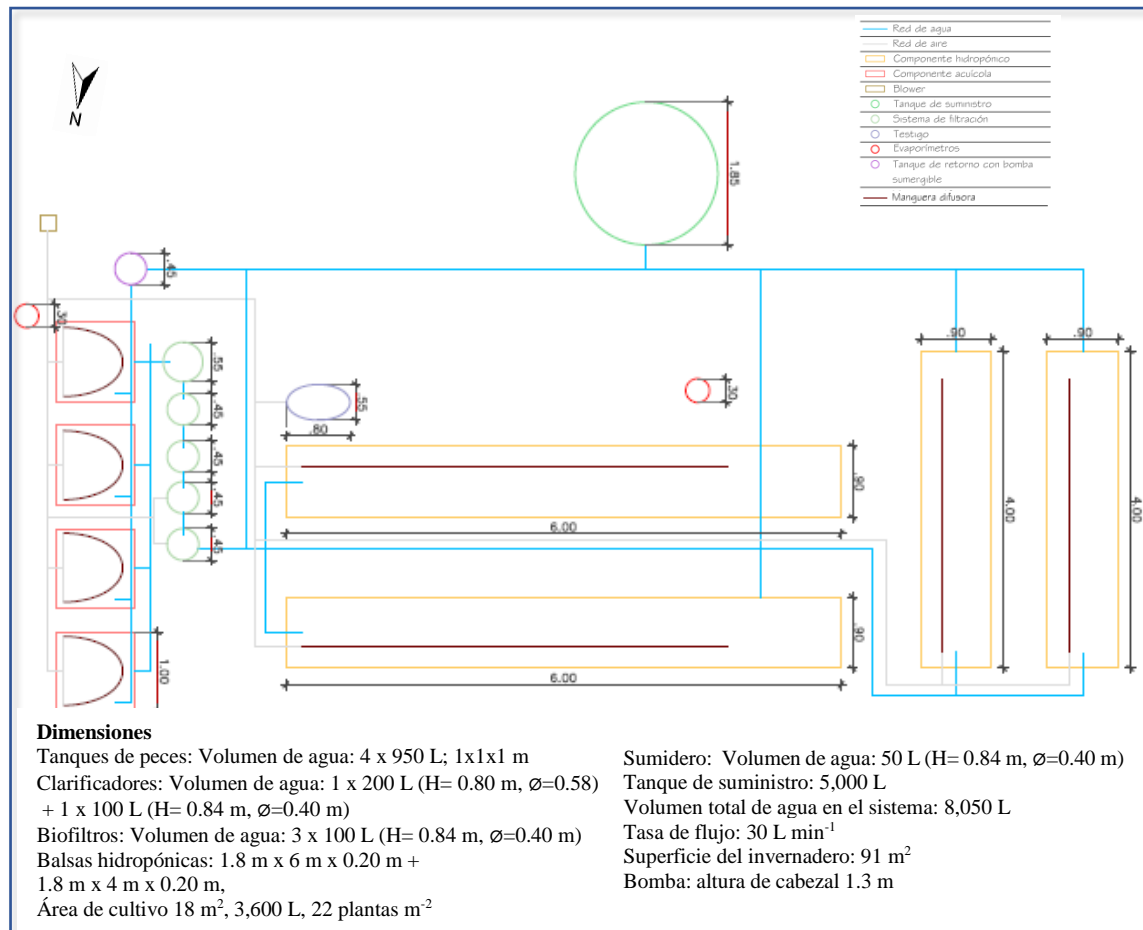 Red de agua
Red de aire
Componente hidropónico
Componente acuícola
Blower
Tanque de suministro
Sistema de filtración
Testigo
Evaporímetros
Tanque de retorno con bomba
sumergible
Manguera difusora
N
1.85
.45
.30
.55
.45
.45
.45
.45
.55
.80
.30
.90
6.00
.90
6.00
.90
4.00
.90
4.00
1.00
Dimensiones
Tanques de peces: Volumen de agua: 4 x 950 L; 1x1x1 m
Clarificadores: Volumen de agua: 1 x 200 L (H= 0.80 m, ø=0.58)
+ 1 x 100 L (H= 0.84 m, ø=0.40 m)
Biofiltros: Volumen de agua: 3 x 100 L (H= 0.84 m, ø=0.40 m)
Balsas hidropónicas: 1.8 m x 6 m x 0.20 m +
1.8 m x 4 m x 0.20 m,
Área de cultivo 18 m², 3,600 L, 22 plantas m⁻²
Sumidero: Volumen de agua: 50 L (H= 0.84 m, ø=0.40 m)
Tanque de suministro: 5,000 L
Volumen total de agua en el sistema: 8,050 L
Tasa de flujo: 30 L min⁻¹
Superficie del invernadero: 91 m²
Bomba: altura de cabezal 1.3 m